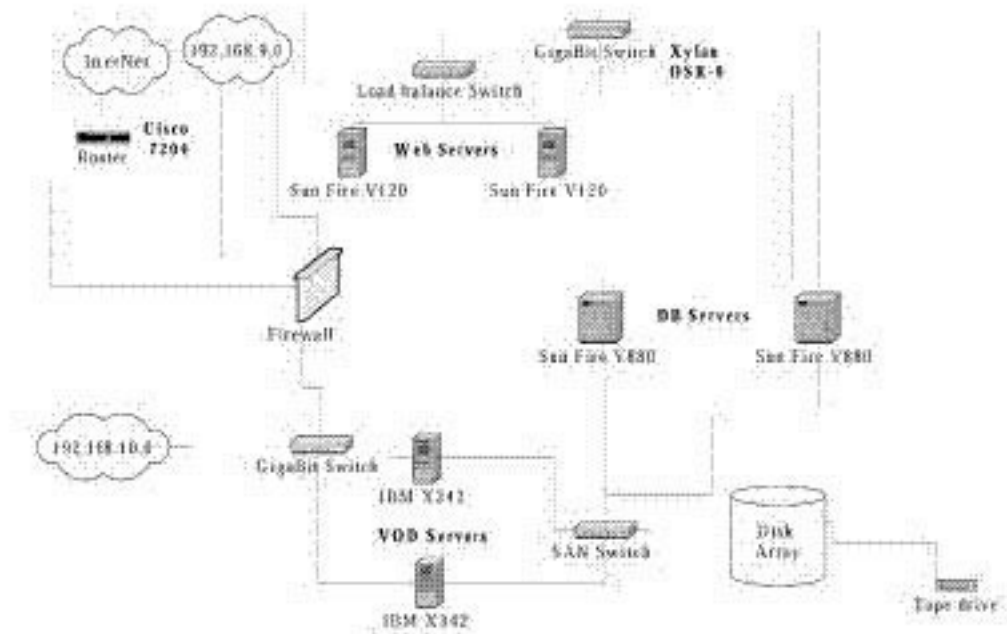 InerNet
192.168.9.0
GigaBit Switch
Xylan
OSR-9
Load balance Switch
Cisco
7204
Router
Web Servers
Sun Fire V120
Sun Fire V120
Firewall
DB Servers
Sun Fire V880
Sun Fire V880
192.168.10.0
GigaBit Switch
IBM X342
VOD Servers
SAN Switch
Disk
Array
IBM X342
Tape drive